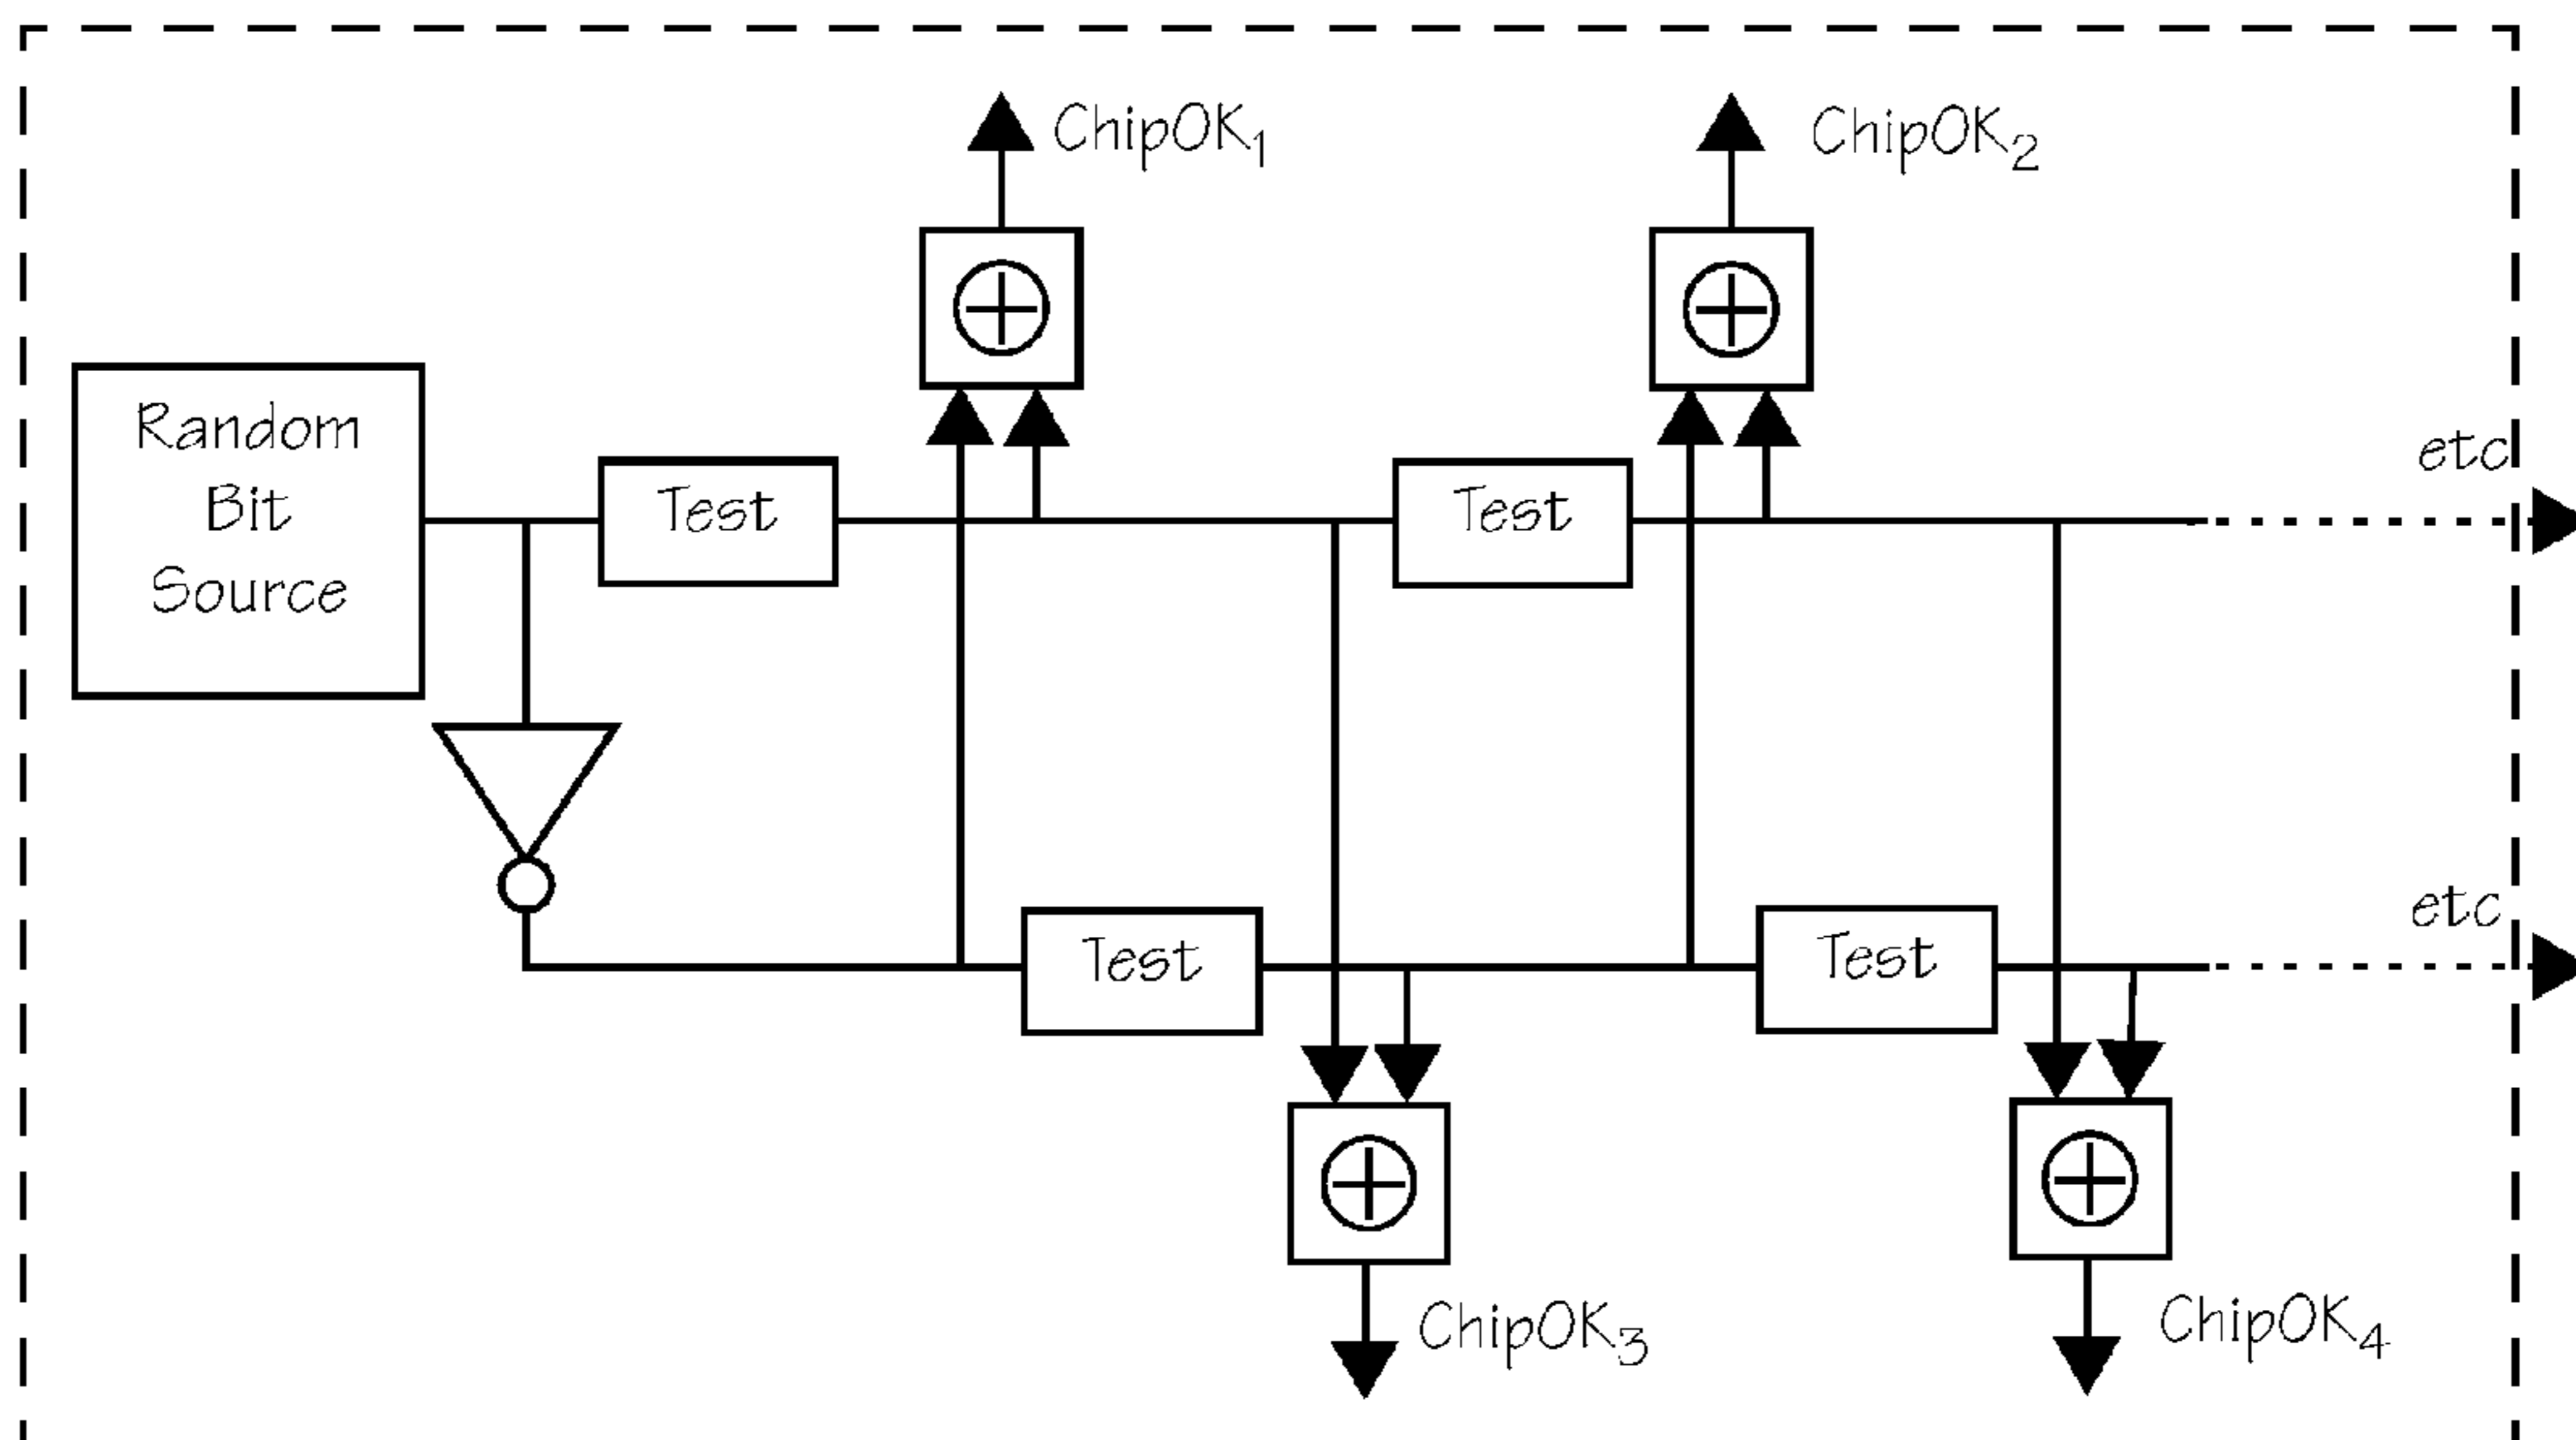 ChipOK1
ChipOK2
Random
Bit
Source
Test
Test
etc
Test
Test
etc
ChipOK3
ChipOK4